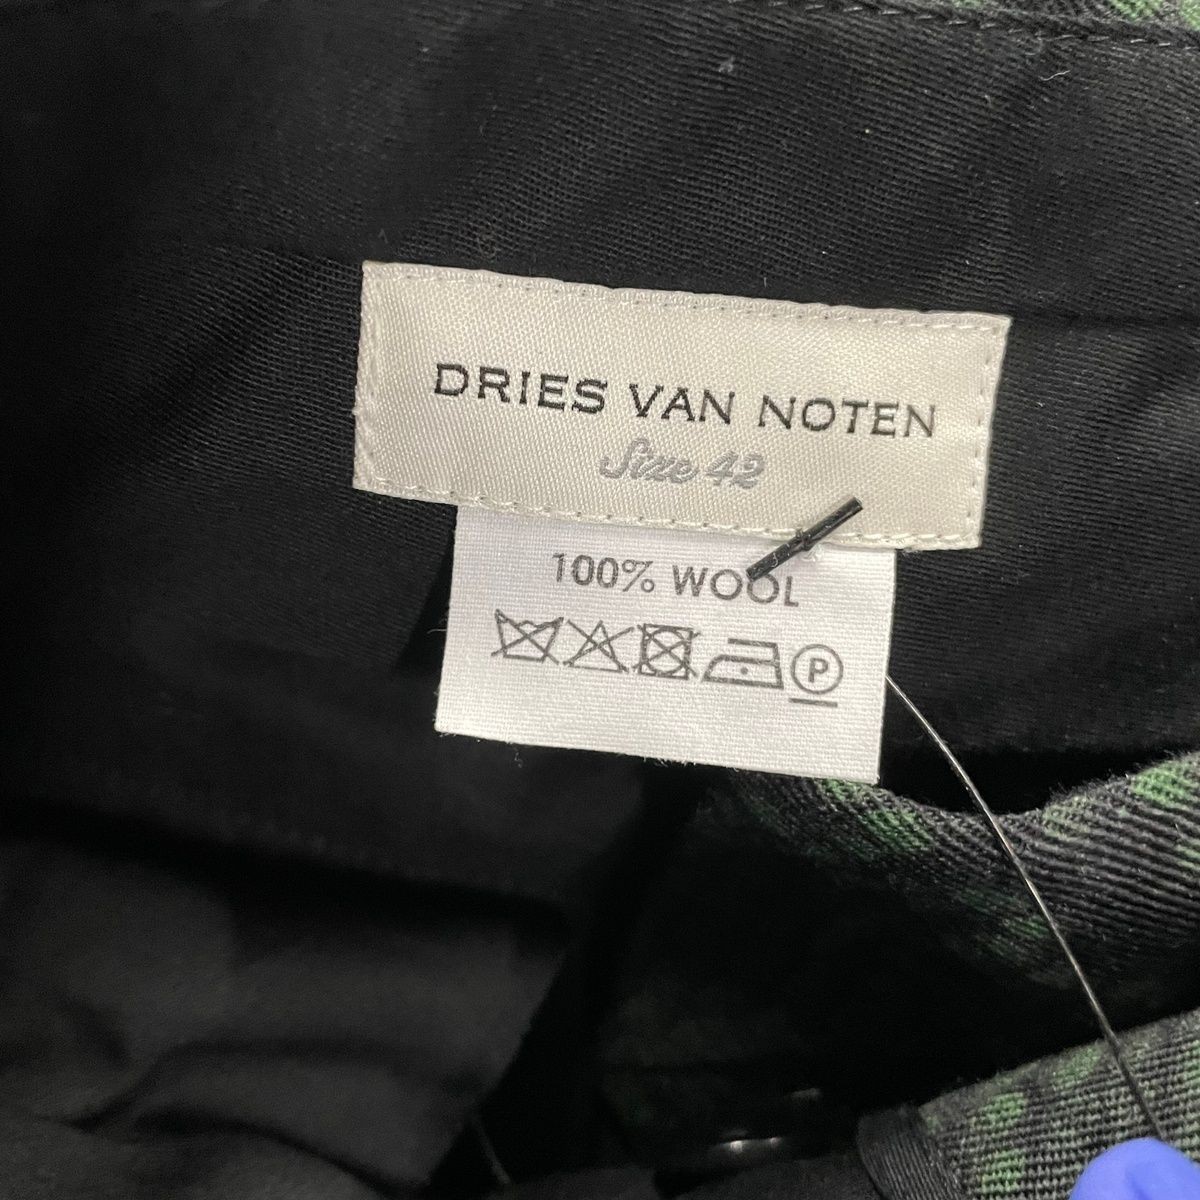 DRIES VAN NOTEN
Size 42
100% WOOL
P